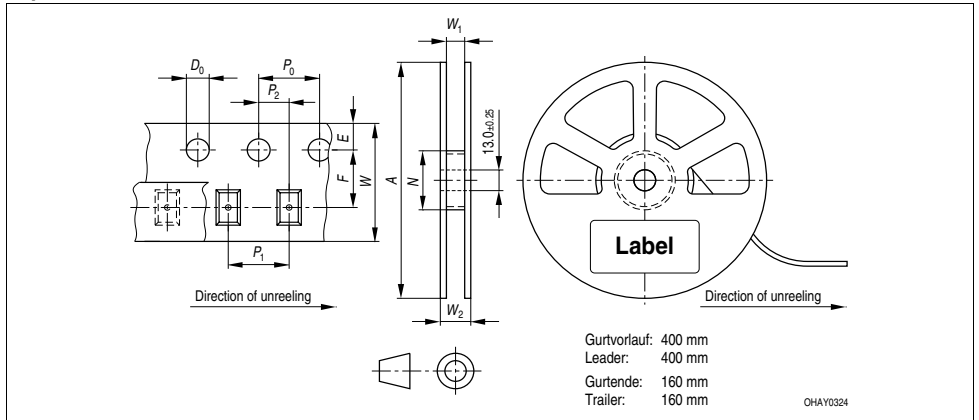 W1
D0
P0
P2
E
F
W
A
N
13.0±0.25
P1
W2
Label
Direction of unreeling
Direction of unreeling
Gurtvorlauf: 400 mm
Leader: 400 mm
Gurtende: 160 mm
Trailer: 160 mm
OHAY0324